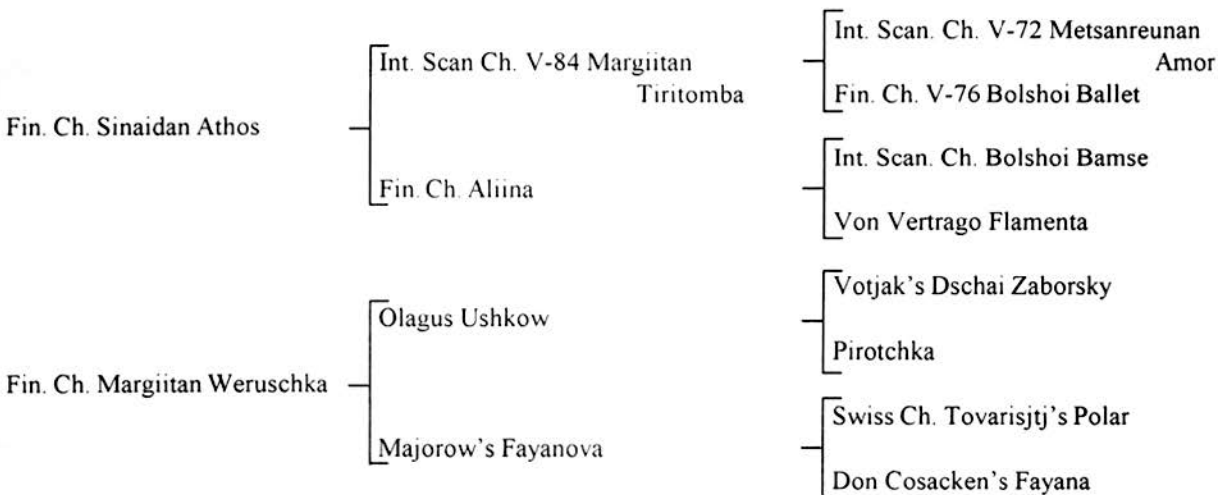 Int. Scan. Ch. V-72 Metsanreunan
Amor
Int. Scan Ch. V-84 Margiitan
Tiritomba
Fin. Ch. V-76 Bolshoi Ballet
Fin. Ch. Sinaidan Athos
Int. Scan. Ch. Bolshoi Bamse
Fin. Ch. Aliina
Von Vertrago Flamenta
Votjak's Dschai Zaborsky
Olagus Ushkow
Pirotchka
Fin. Ch. Margiitan Weruschka
Swiss Ch. Tovarisjtj's Polar
Majorow's Fayanova
Don Cosacken's Fayana